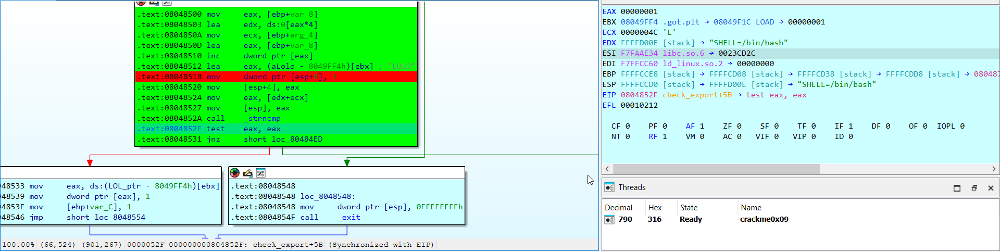 .text:08048500 mov     eax, [ebp+var_8]
.text:08048503 lea     edx, ds:0[eax*4]
.text:0804850A mov     ecx, [ebp+arg_4]
.text:0804850D lea     eax, [ebp+var_8]
.text:08048510 inc     dword ptr [eax]
.text:08048512 lea     eax, (aLolo - 8049FF4h)[ebx] ; "LOLO"
.text:08048518 mov     dword ptr [esp+8], 3
.text:08048520 mov     [esp+4], eax
.text:08048524 mov     eax, [edx+ecx]
.text:08048527 mov     [esp], eax
.text:0804852A call    _strncmp
.text:0804852F test    eax, eax
.text:08048531 jnz     short loc_80484ED
048533 mov     eax, ds:(LOL_ptr - 8049FF4h)[ebx]
048539 mov     dword ptr [eax], 1
04853F mov     [ebp+var_C], 1
048546 jmp     short loc_8048554
.text:08048548
.text:08048548 loc_8048548:
.text:08048548 mov     dword ptr [esp], 0FFFFFFFFh
.text:0804854F call    _exit
100.00% (66,524) (901,267) 0000052F 000000000804852F: check_export+5B (Synchronized with EIP)
EAX 00000001
EBX 08049FF4 .got.plt → 08049F1C LOAD → 00000001
ECX 0000004C 'L'
EDX FFFFD00E [stack] → "SHELL=/bin/bash"
ESI F7FAAE34 libc.so.6 → 0023CD2C
EDI F7FFCC60 ld_linux.so.2 → 00000000
EBP FFFFCCE8 [stack] → FFFFCD08 [stack] → FFFFCD38 [stack] → FFFFCDD8 [stack] → 080487
ESP FFFFCCD0 [stack] → FFFFD00E [stack] → "SHELL=/bin/bash"
EIP 0804852F check_export+5B → test eax, eax
EFL 00010212
CF 0 PF 0 AF 1 ZF 0 SF 0 TF 0 IF 1 DF 0 OF 0 IOPL 0
NT 0 RF 1 VM 0 AC 0 VIF 0 VIP 0 ID 0
Threads
Decimal Hex State Name
790 316 Ready crackme0x09